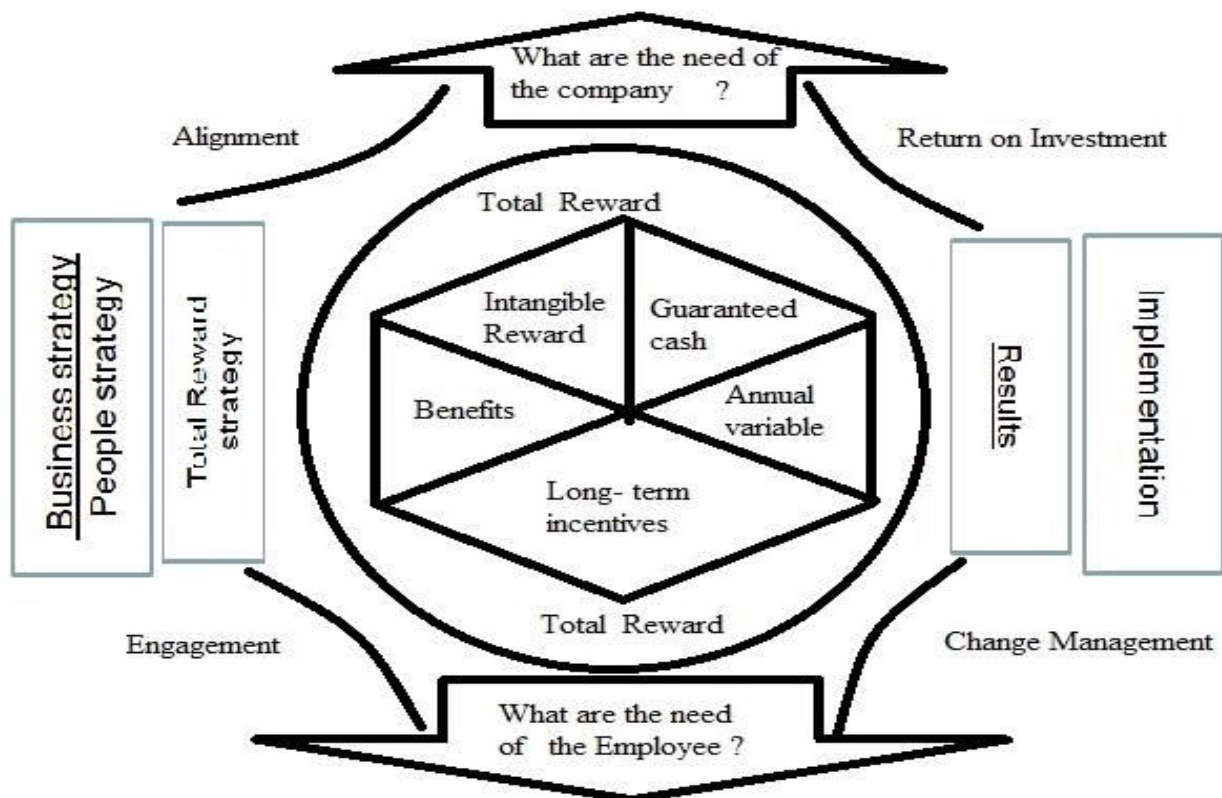 What are the need of
the company ?
Alignment
Return on Investment
Total Reward
Business strategy
People strategy
Total Reward
strategy
Intangible
Reward
Guaranteed
cash
Benefits
Annual
variable
Long- term
incentives
Results
Implementation
Total Reward
Engagement
Change Management
What are the need
of the Employee ?